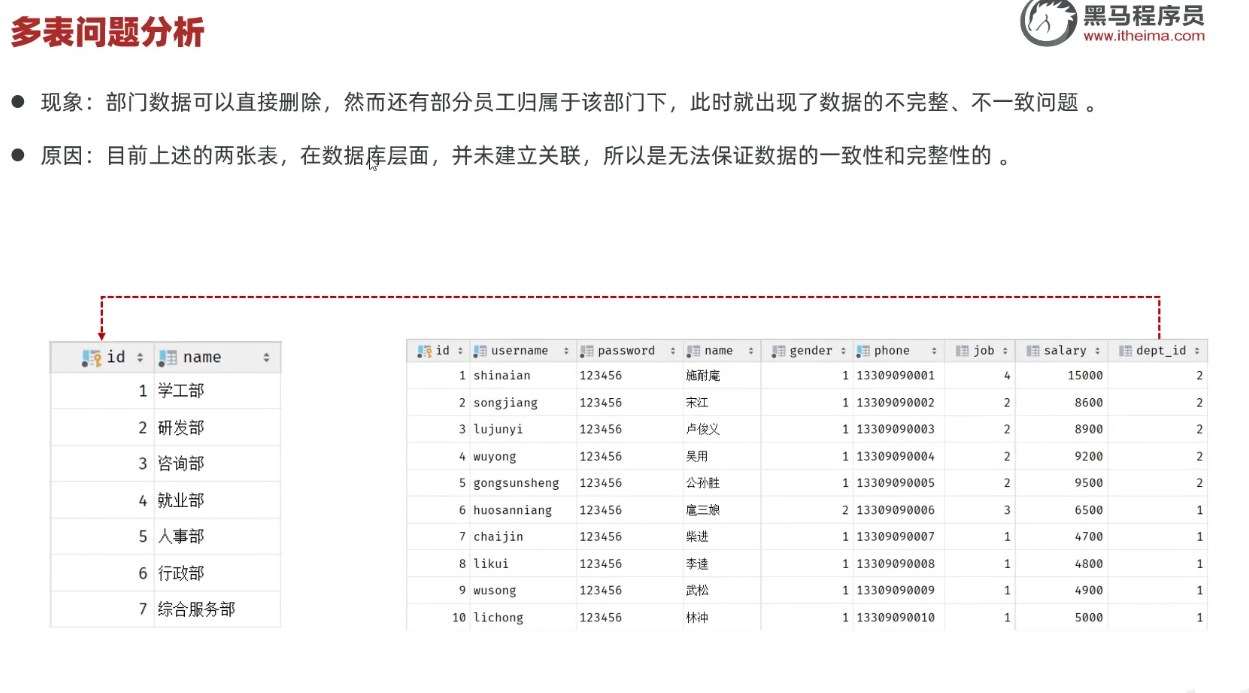 多表问题分析
黑马程序员
www.itheima.com
现象：部门数据可以直接删除，然而还有部分员工归属于该部门下，此时就出现了数据的不完整、不一致问题 。
原因：目前上述的两张表，在数据库层面，并未建立关联，所以是无法保证数据的一致性和完整性的 。
id name
1 学工部
2 研发部
3 咨询部
4 就业部
5 人事部
6 行政部
7 综合服务部
id username password name gender phone job salary dept_id
1 shinaian 123456 施耐庵 1 13309090001 4 15000 2
2 songjiang 123456 宋江 1 13309090002 2 8600 2
3 lujunyi 123456 卢俊义 1 13309090003 2 8900 2
4 wuyong 123456 吴用 1 13309090004 2 9200 2
5 gongsunsheng 123456 公孙胜 1 13309090005 2 9500 2
6 huosanniang 123456 扈三娘 2 13309090006 3 6500 1
7 chaijin 123456 柴进 1 13309090007 1 4700 1
8 likui 123456 李逵 1 13309090008 1 4800 1
9 wusong 123456 武松 1 13309090009 1 4900 1
10 lichong 123456 林冲 1 13309090010 1 5000 1